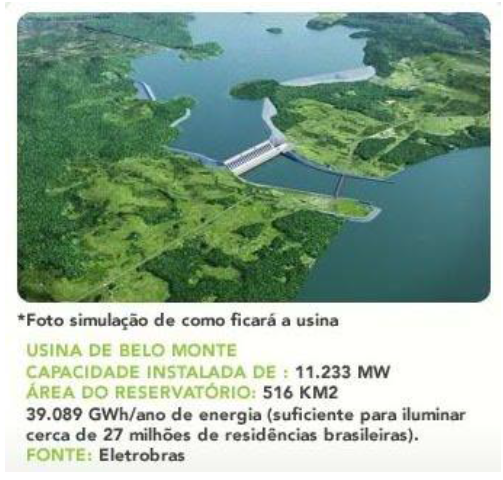 *Foto simulação de como ficará a usina
USINA DE BELO MONTE
CAPACIDADE INSTALADA DE : 11.233 MW
ÁREA DO RESERVATÓRIO: 516 KM2
39.089 GWh/ano de energia (suficiente para iluminar
cerca de 27 milhões de residências brasileiras).
FONTE: Eletrobras